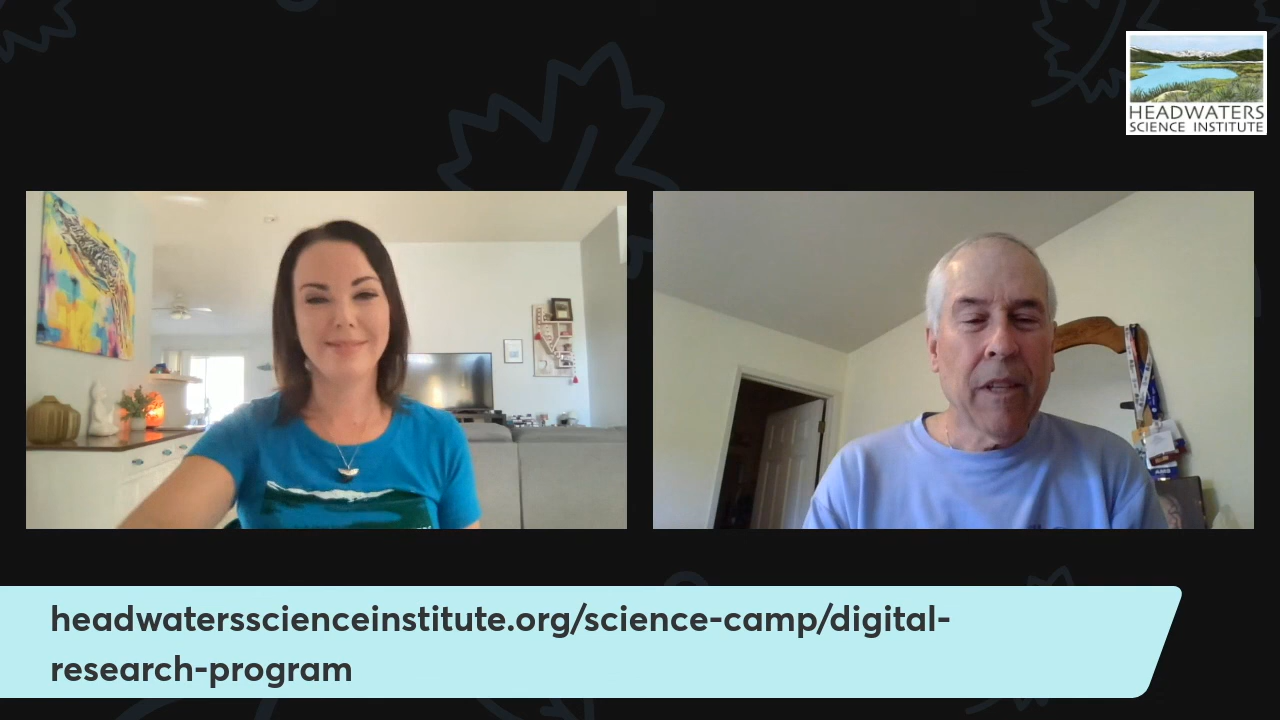 HEADWATERS
SCIENCE INSTITUTE
headwatersscienceinstitute.org/science-camp/digital-
research-program